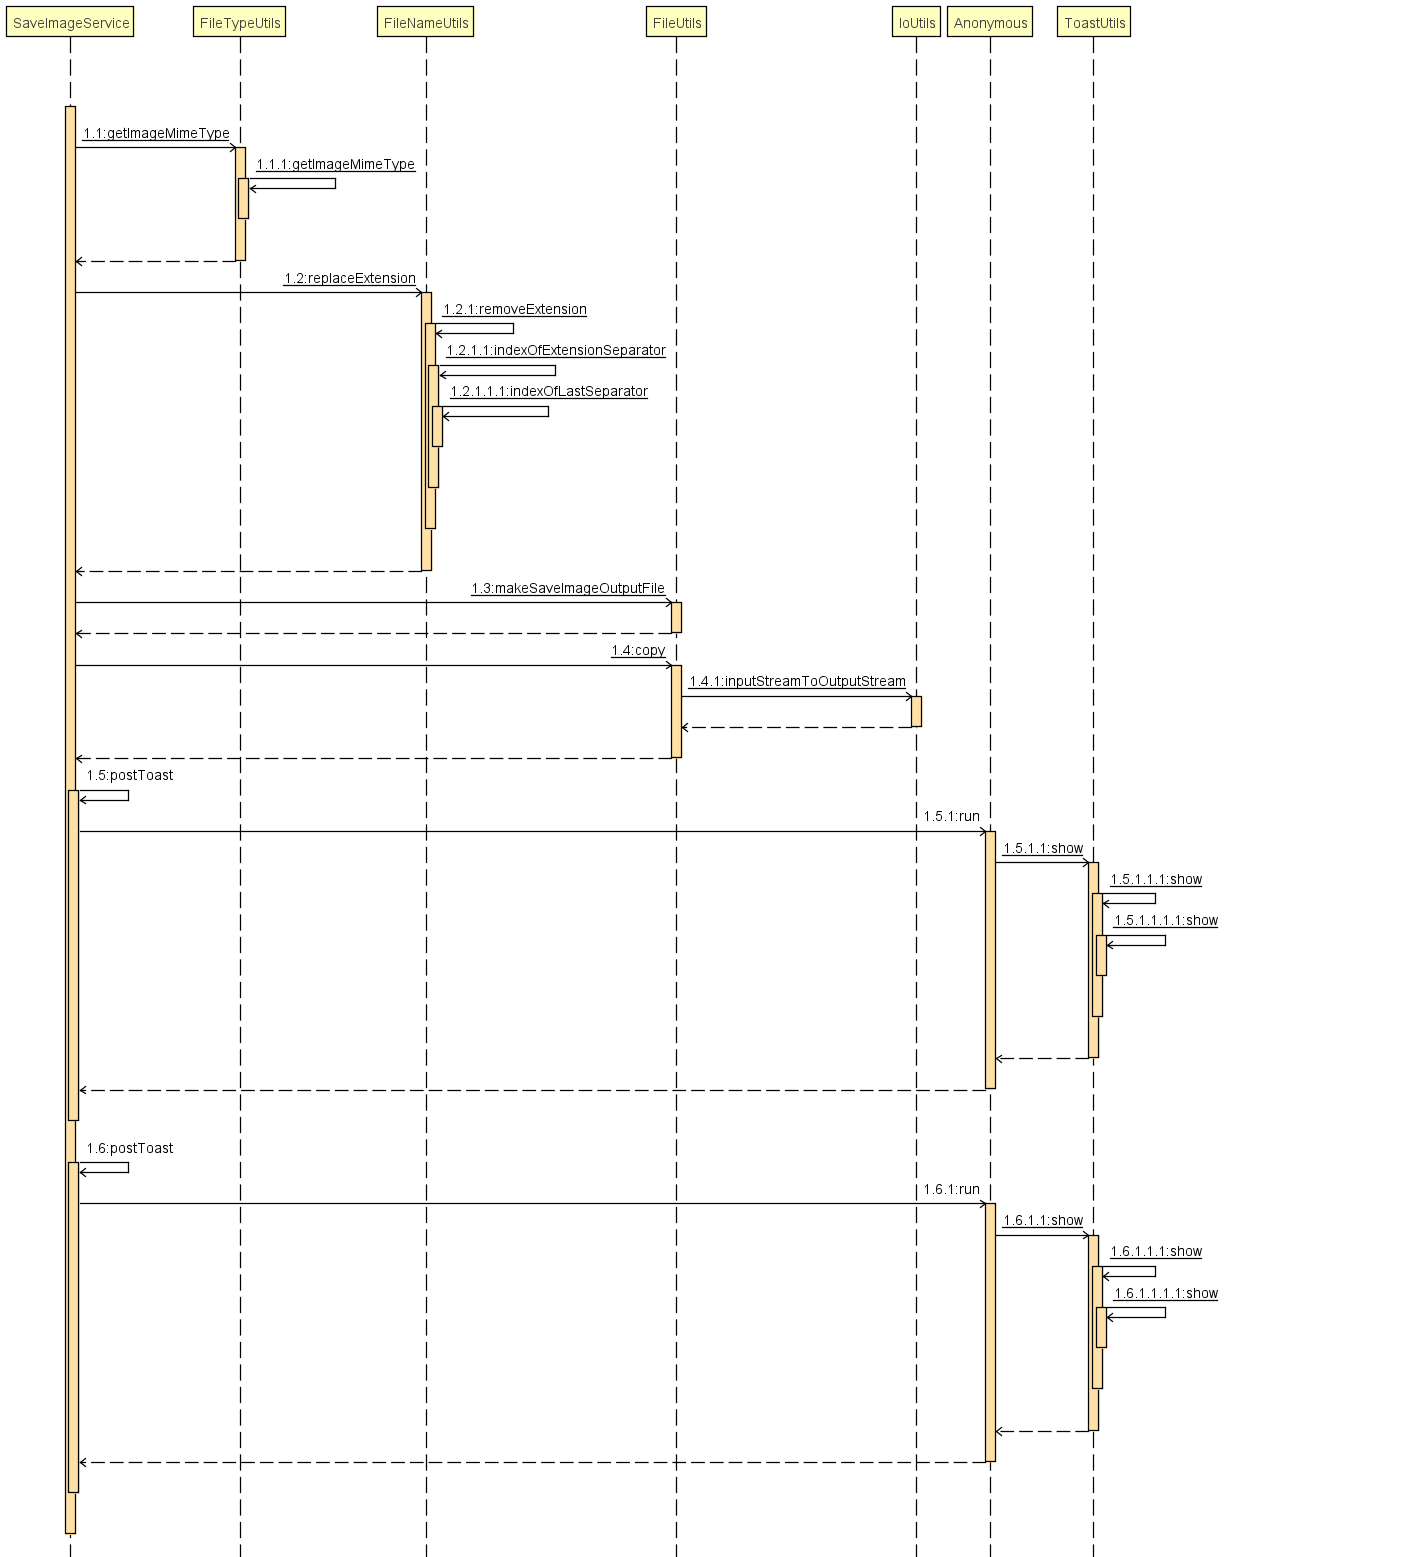 SaveImageService FileTypeUtils FileNameUtils FileUtils IoUtils Anonymous ToastUtils
1.1:getImageMimeType
1.1.1:getImageMimeType
1.2:replaceExtension
1.2.1:removeExtension
1.2.1.1:indexOfExtensionSeparator
1.2.1.1.1:indexOfLastSeparator
1.3:makeSaveImageOutputFile
1.4:copy
1.4.1:inputStreamToOutputStream
1.5:postToast
1.5.1:run
1.5.1.1:show
1.5.1.1.1:show
1.5.1.1.1.1:show
1.6:postToast
1.6.1:run
1.6.1.1:show
1.6.1.1.1:show
1.6.1.1.1.1:show